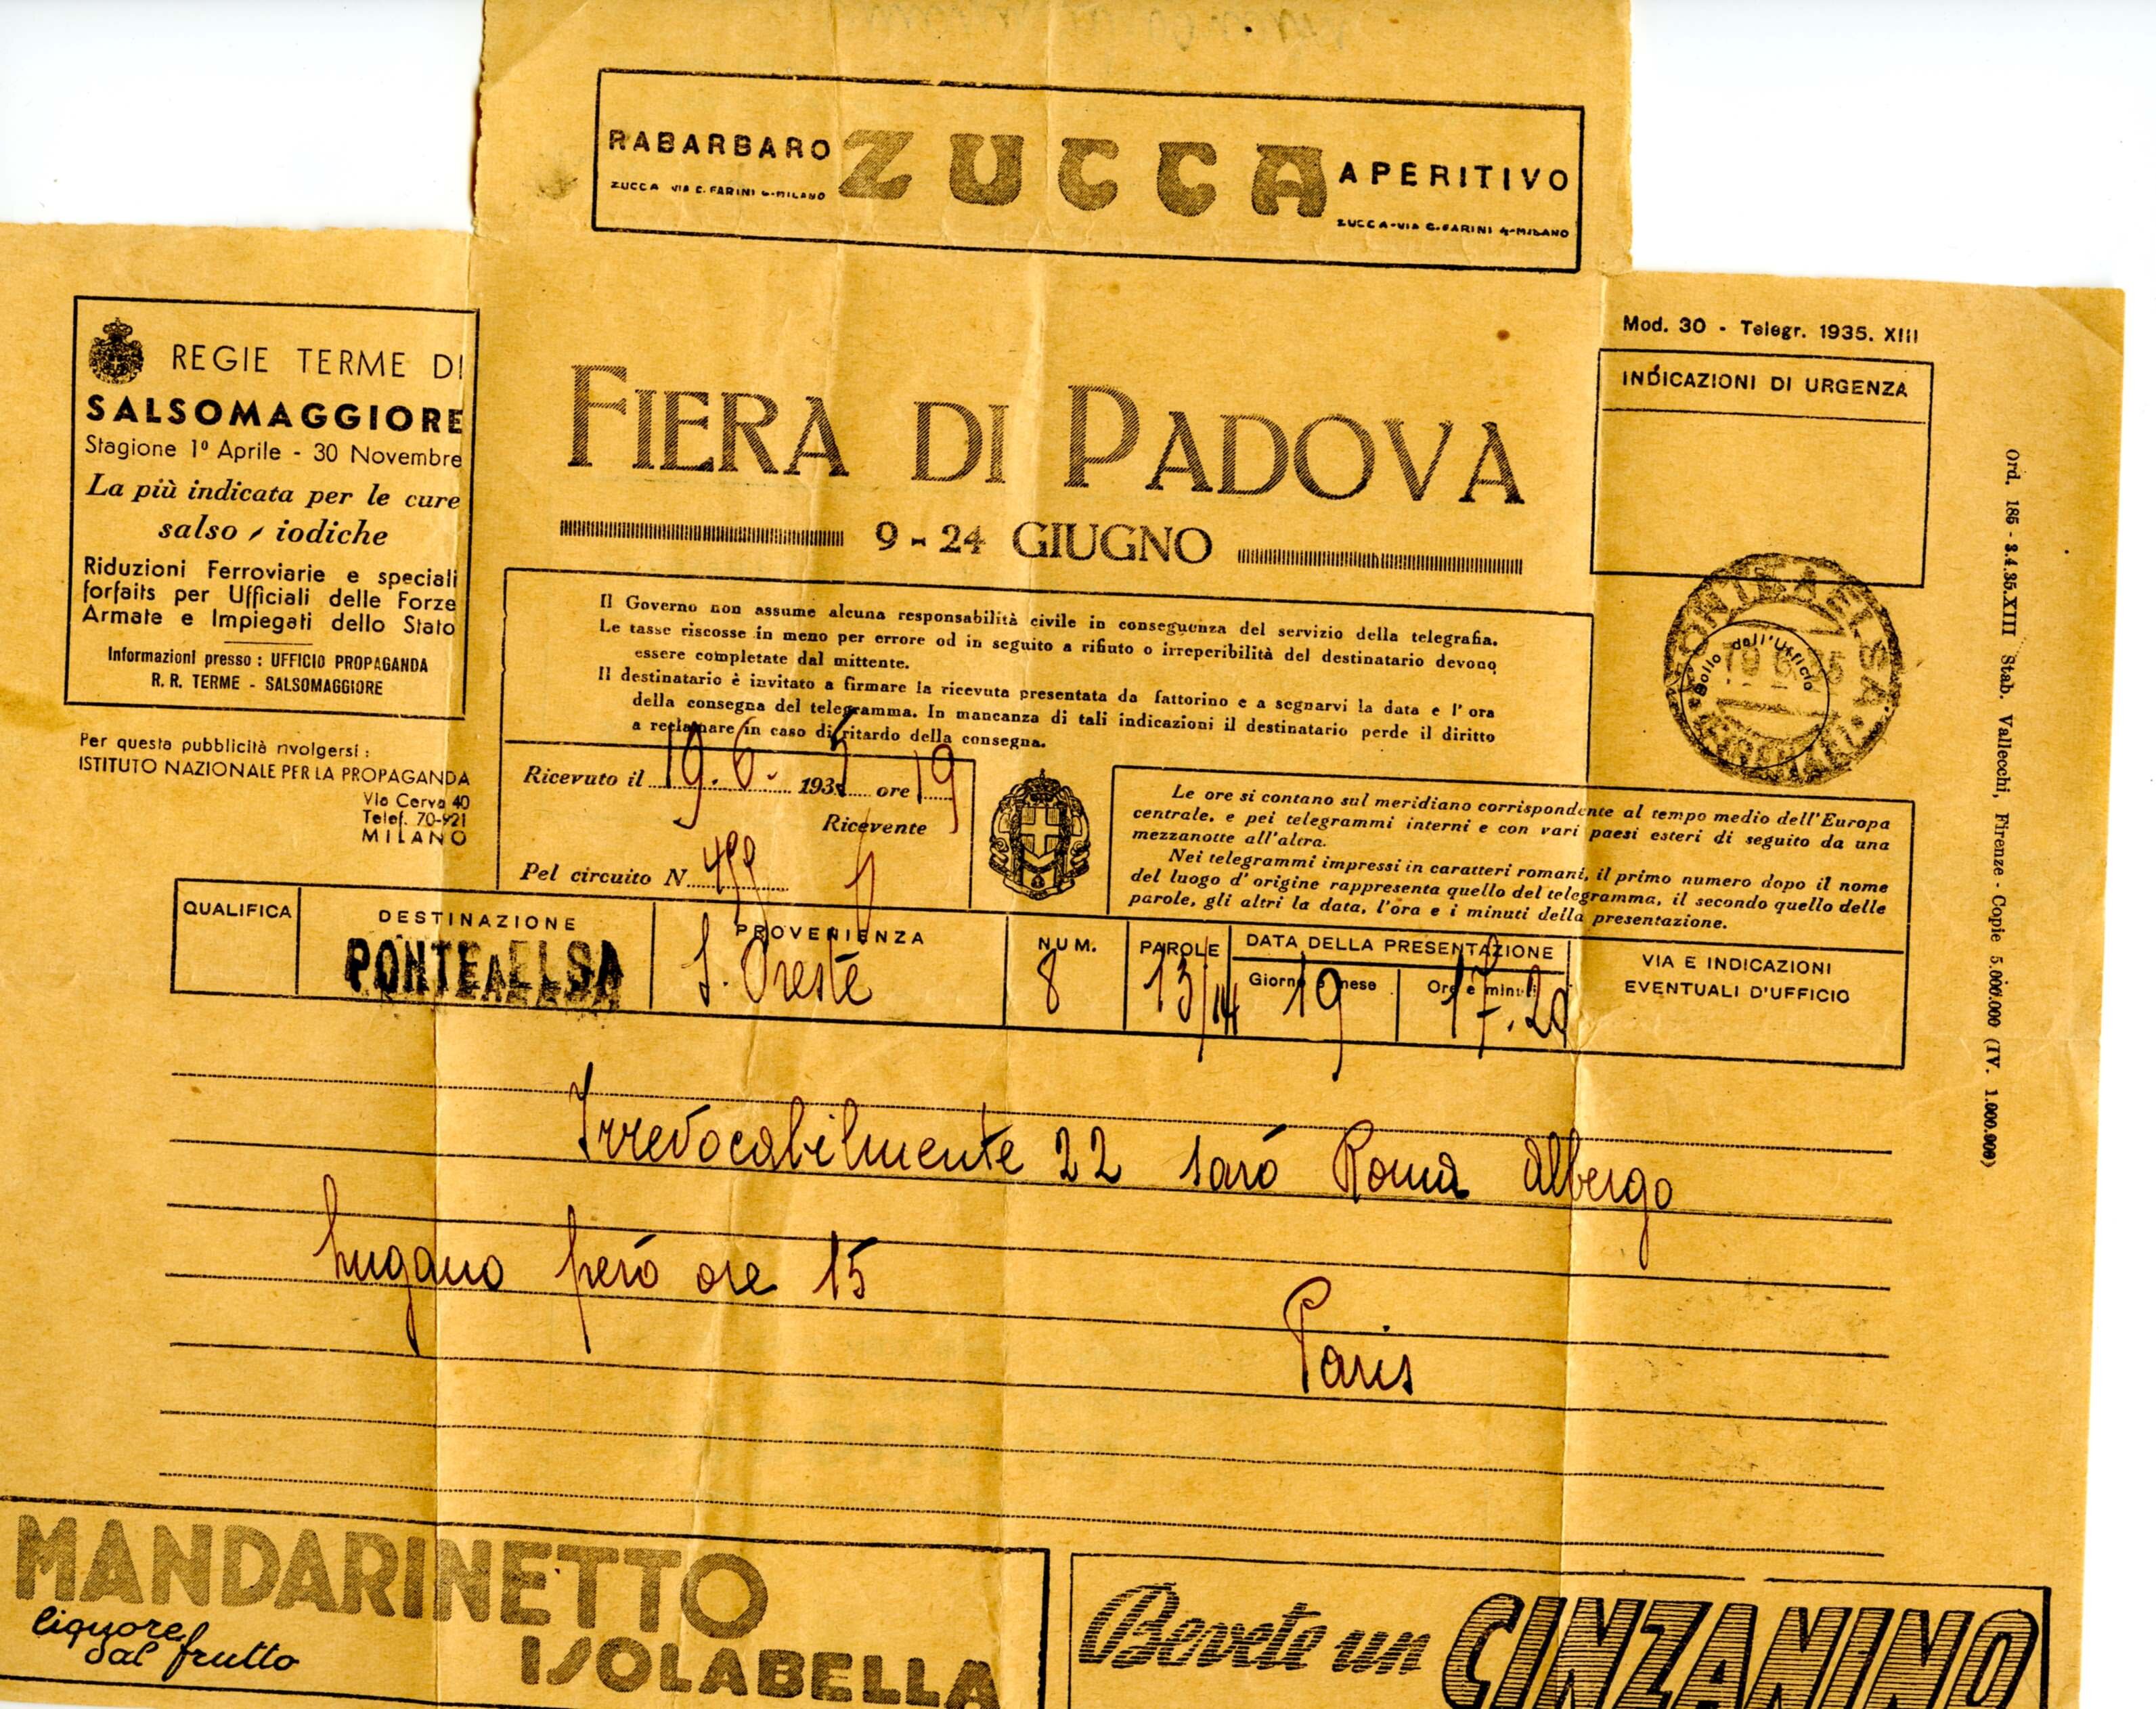 RABARBARO ZUCCA APERITIVO
ZUCCA VIA C. FARINI 4-MILANO
ZUCCA-VIA C. FARINI 4-MILANO
REGIE TERME DI
SALSOMAGGIORE
Stagione 1º Aprile - 30 Novembre
La più indicata per le cure
salso / iodiche
Riduzioni Ferroviarie e speciali
forfaits per Ufficiali delle Forze
Armate e Impiegati dello Stato
Informazioni presso : UFFICIO PROPAGANDA
R. R. TERME - SALSOMAGGIORE
Per questa pubblicità rivolgersi :
ISTITUTO NAZIONALE PER LA PROPAGANDA
Via Cerva 40
Telef. 70-921
MILANO
FIERA DI PADOVA
9 - 24 GIUGNO
Mod. 30 - Telegr. 1935. XIII
INDICAZIONI DI URGENZA
Bollo dell'Ufficio
Ord. 185 - 3.4.35.XIII Stab. Vallecchi, Firenze - Copie 5.000.000 (IV. 1.000.000)
Il Governo non assume alcuna responsabilità civile in conseguenza del servizio della telegrafia.
Le tasse riscosse in meno per errore od in seguito a rifiuto o irreperibilità del destinatario devono
essere completate dal mittente.
Il destinatario è invitato a firmare la ricevuta presentata da fattorino e a segnarvi la data e l'ora
della consegna del telegramma. In mancanza di tali indicazioni il destinatario perde il diritto
a reclamare in caso di ritardo della consegna.
Ricevuto il 19.6. 1935 ore 19
Ricevente
Pel circuito N.
Le ore si contano sul meridiano corrispondente al tempo medio dell'Europa
centrale, e pei telegrammi interni e con vari paesi esteri di seguito da una
mezzanotte all'altra.
Nei telegrammi impressi in caratteri romani, il primo numero dopo il nome
del luogo d'origine rappresenta quello del telegramma, il secondo quello delle
parole, gli altri la data, l'ora e i minuti della presentazione.
QUALIFICA
DESTINAZIONE
PONTE A ELSA
PROVENIENZA
S. Oreste
NUM.
8
PAROLE
13/14
DATA DELLA PRESENTAZIONE
Giorno e mese
19
Ore e minuti
17.20
VIA E INDICAZIONI
EVENTUALI D'UFFICIO
Irrevocabilmente 22 saró Roma Albergo
Lugano peró ore 15
Paris
MANDARINETTO
liquore
dal frutto
ISOLABELLA
Bevete un CINZANINO